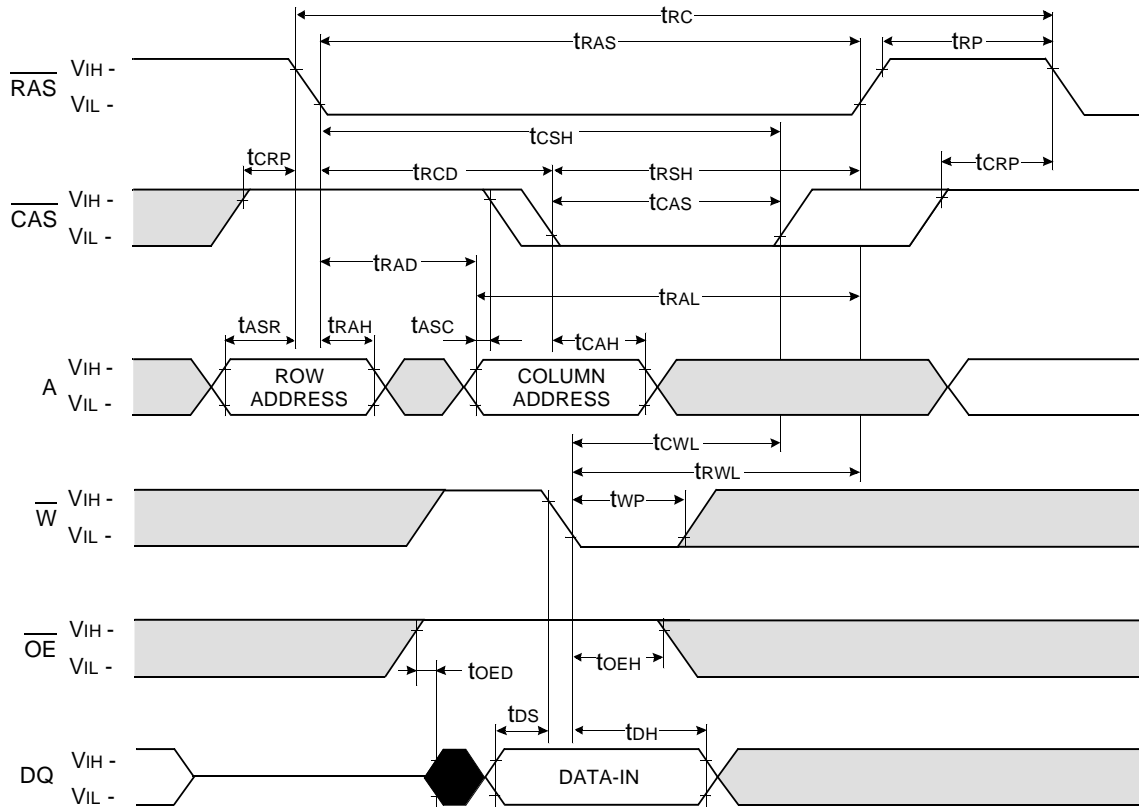 tRC
tRAS
tRP
RAS
VIH -
VIL -
tCSH
tCRP
tRCD
tRSH
tCRP
CAS
VIH -
VIL -
tCAS
tRAD
tRAL
tASR
tRAH
tASC
tCAH
A
VIH -
VIL -
ROW
ADDRESS
COLUMN
ADDRESS
tCWL
tRWL
W
VIH -
VIL -
tWP
OE
VIH -
VIL -
tOED
tOEH
tDS
tDH
DQ
VIH -
VIL -
DATA-IN